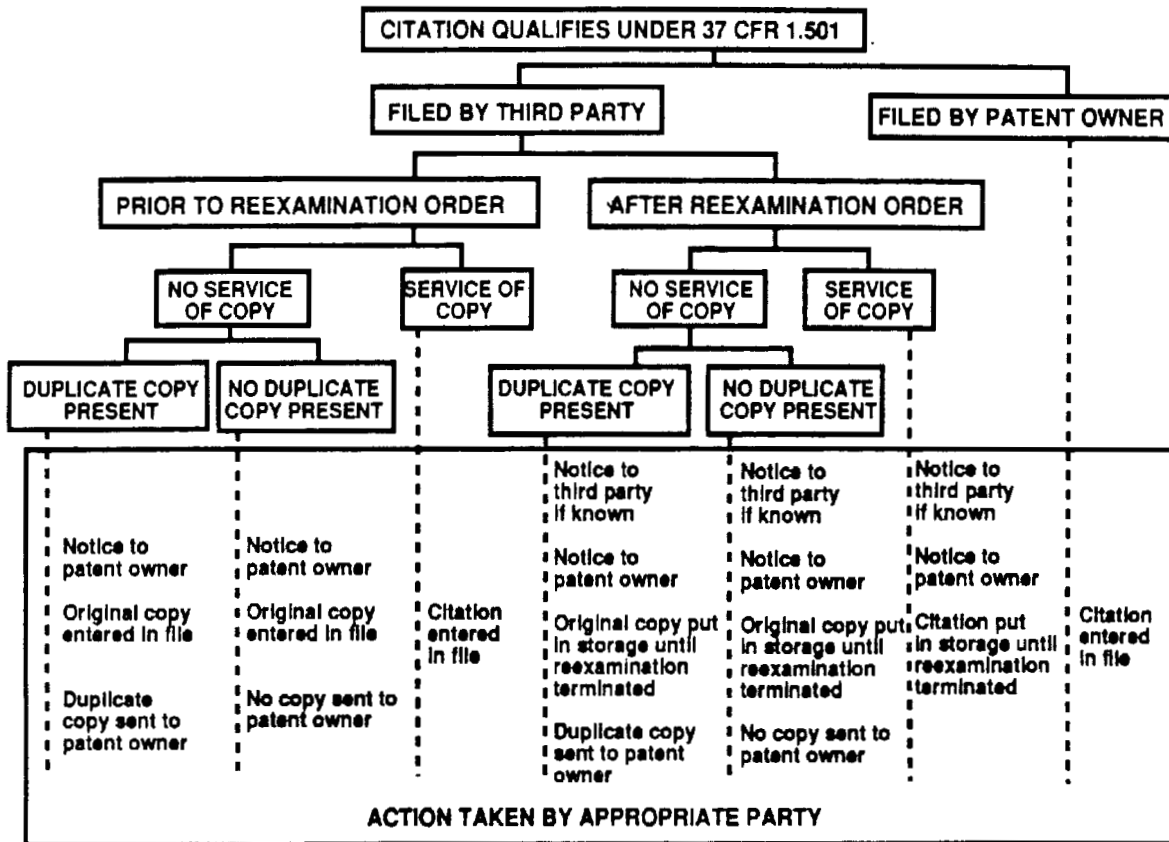 CITATION QUALIFIES UNDER 37 CFR 1.501
FILED BY THIRD PARTY
FILED BY PATENT OWNER
PRIOR TO REEXAMINATION ORDER
AFTER REEXAMINATION ORDER
NO SERVICE
OF COPY
SERVICE OF
COPY
NO SERVICE
OF COPY
SERVICE
OF COPY
DUPLICATE COPY
PRESENT
NO DUPLICATE
COPY PRESENT
DUPLICATE COPY
PRESENT
NO DUPLICATE
COPY PRESENT
Notice to
patent owner
Original copy
entered in file
Duplicate
copy sent to
patent owner
Notice to
patent owner
Original copy
entered in file
No copy sent to
patent owner
Citation
entered
in file
Notice to
third party
if known
Notice to
patent owner
Original copy put
in storage until
reexamination
terminated
Duplicate copy
sent to patent
owner
Notice to
third party
if known
Notice to
patent owner
Original copy put
in storage until
reexamination
terminated
No copy sent to
patent owner
Notice to
third party
if known
Notice to
patent owner
Citation put
in storage until
reexamination
terminated
Citation
entered
in file
ACTION TAKEN BY APPROPRIATE PARTY